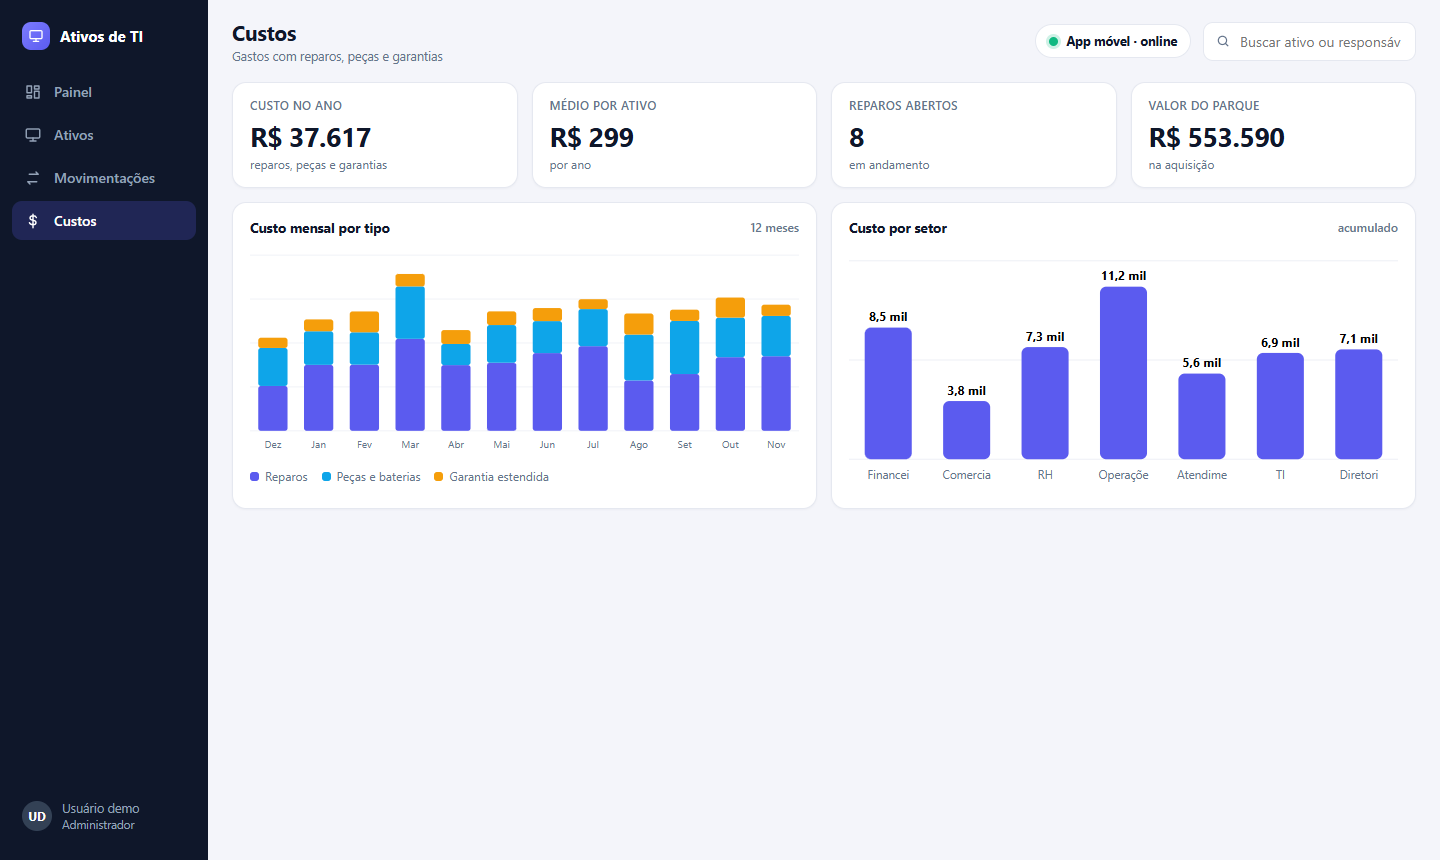 Ativos de TI
Painel
Ativos
Movimentações
Custos
Usuário demo
UD
Administrador
Custos
Gastos com reparos, peças e garantias
App móvel · online
Buscar ativo ou responsáv
CUSTO NO ANO
R$ 37.617
reparos, peças e garantias
MÉDIO POR ATIVO
R$ 299
por ano
REPAROS ABERTOS
8
em andamento
VALOR DO PARQUE
R$ 553.590
na aquisição
Custo mensal por tipo
12 meses
Dez Jan Fev Mar Abr Mai Jun Jul Ago Set Out Nov
Reparos Peças e baterias Garantia estendida
Custo por setor
acumulado
8,5 mil 3,8 mil 7,3 mil 11,2 mil 5,6 mil 6,9 mil 7,1 mil
Financei Comercia RH Operaçõe Atendime TI Diretori